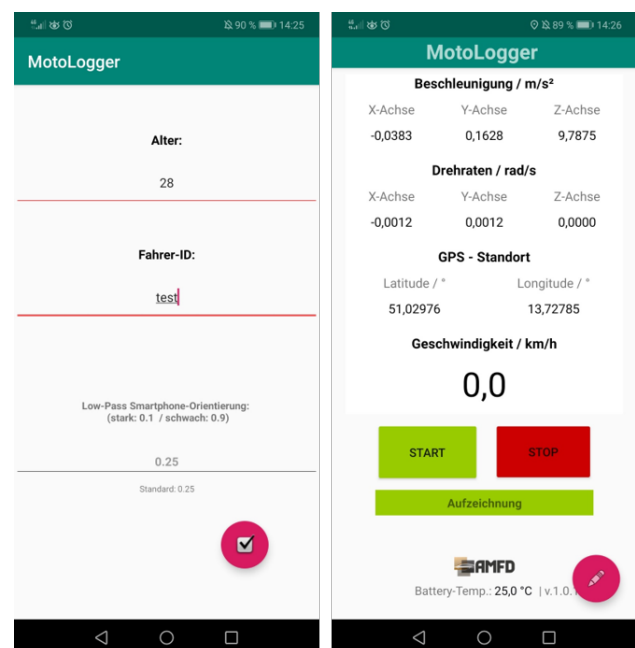 90 % 14:25
MotoLogger
Alter:
28
Fahrer-ID:
test
Low-Pass Smartphone-Orientierung:
(stark: 0.1 / schwach: 0.9)
0.25
Standard: 0.25
89 % 14:26
MotoLogger
Beschleunigung / m/s²
X-Achse Y-Achse Z-Achse
-0,0383 0,1628 9,7875
Drehraten / rad/s
X-Achse Y-Achse Z-Achse
-0,0012 0,0012 0,0000
GPS - Standort
Latitude / ° Longitude / °
51,02976 13,72785
Geschwindigkeit / km/h
0,0
START STOP
Aufzeichnung
AMFD
Battery-Temp.: 25,0 °C | v.1.0.